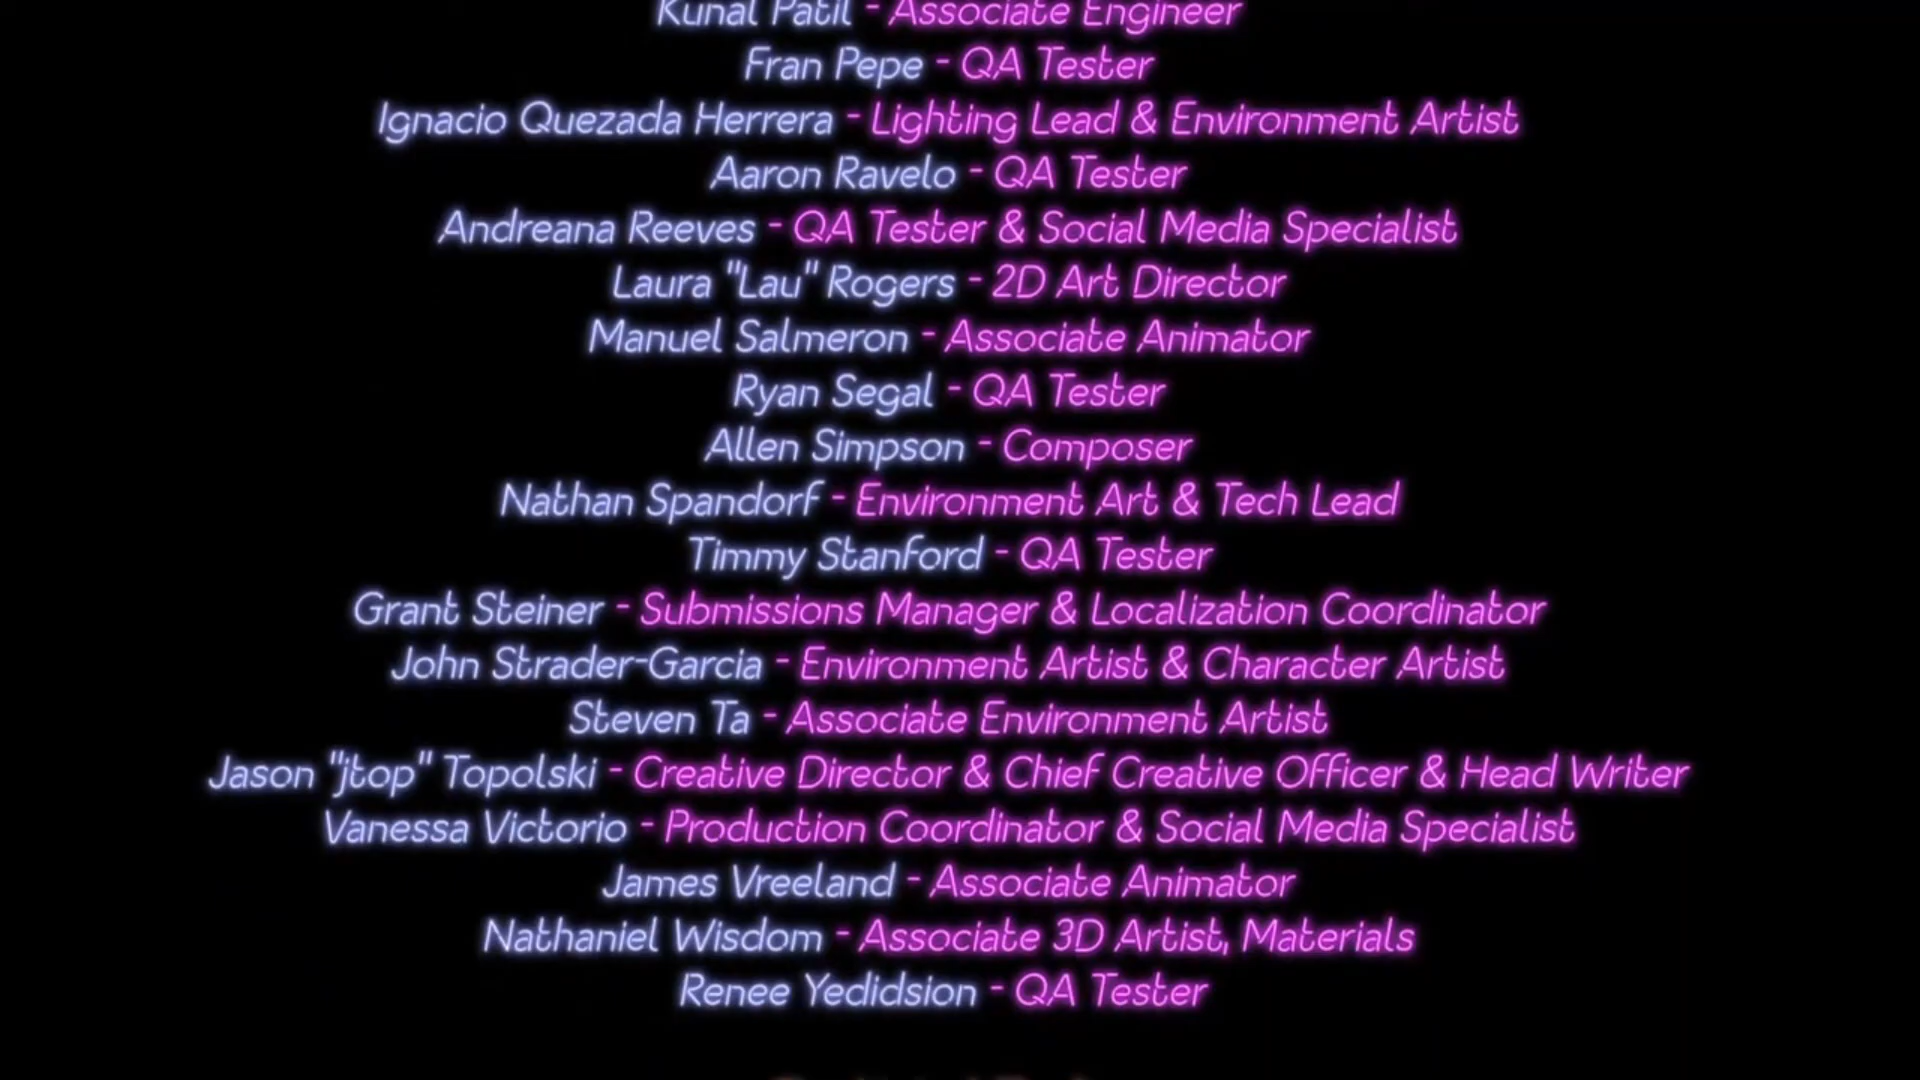 Kunal Patil - Associate Engineer
Fran Pepe - QA Tester
Ignacio Quezada Herrera - Lighting Lead & Environment Artist
Aaron Ravelo - QA Tester
Andreana Reeves - QA Tester & Social Media Specialist
Laura "Lau" Rogers - 2D Art Director
Manuel Salmeron - Associate Animator
Ryan Segal - QA Tester
Allen Simpson - Composer
Nathan Spandorf - Environment Art & Tech Lead
Timmy Stanford - QA Tester
Grant Steiner - Submissions Manager & Localization Coordinator
John Strader-Garcia - Environment Artist & Character Artist
Steven Ta - Associate Environment Artist
Jason "jtop" Topolski - Creative Director & Chief Creative Officer & Head Writer
Vanessa Victorio - Production Coordinator & Social Media Specialist
James Vreeland - Associate Animator
Nathaniel Wisdom - Associate 3D Artist, Materials
Renee Yedidsion - QA Tester